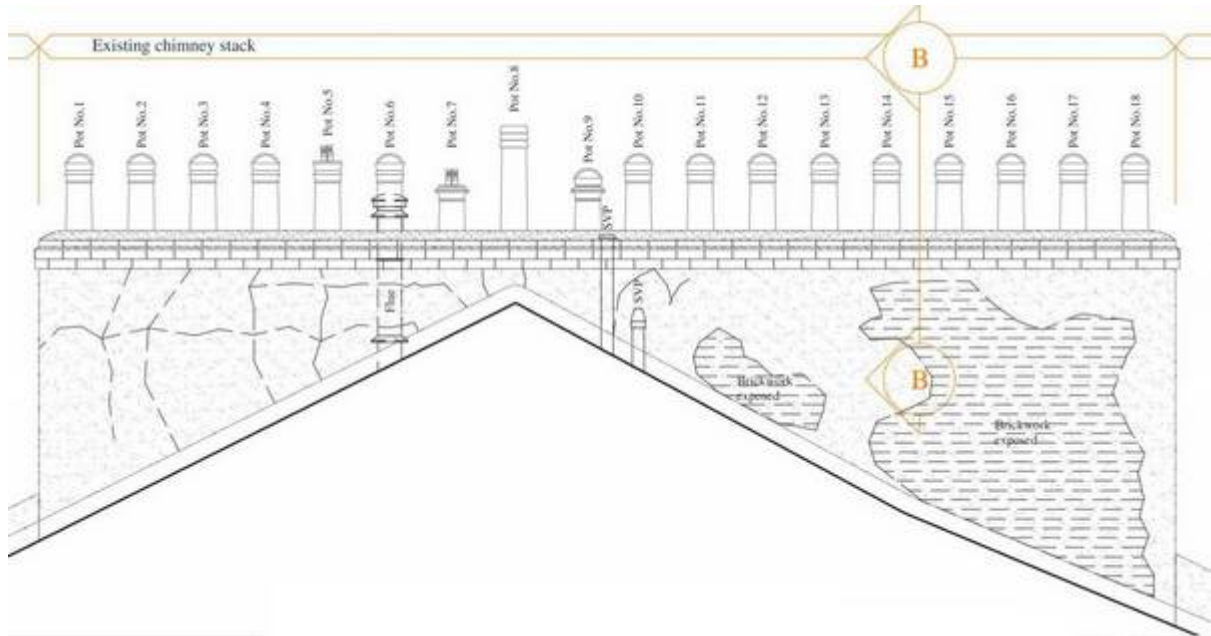 Existing chimney stack
B
Pot No.1
Pot No.2
Pot No.3
Pot No.4
Pot No.5
Pot No.6
Pot No.7
Pot No.8
Pot No.9
Pot No.10
Pot No.11
Pot No.12
Pot No.13
Pot No.14
Pot No.15
Pot No.16
Pot No.17
Pot No.18
SVP
Flue
SVP
B
Brickwork
exposed
Brickwork
exposed